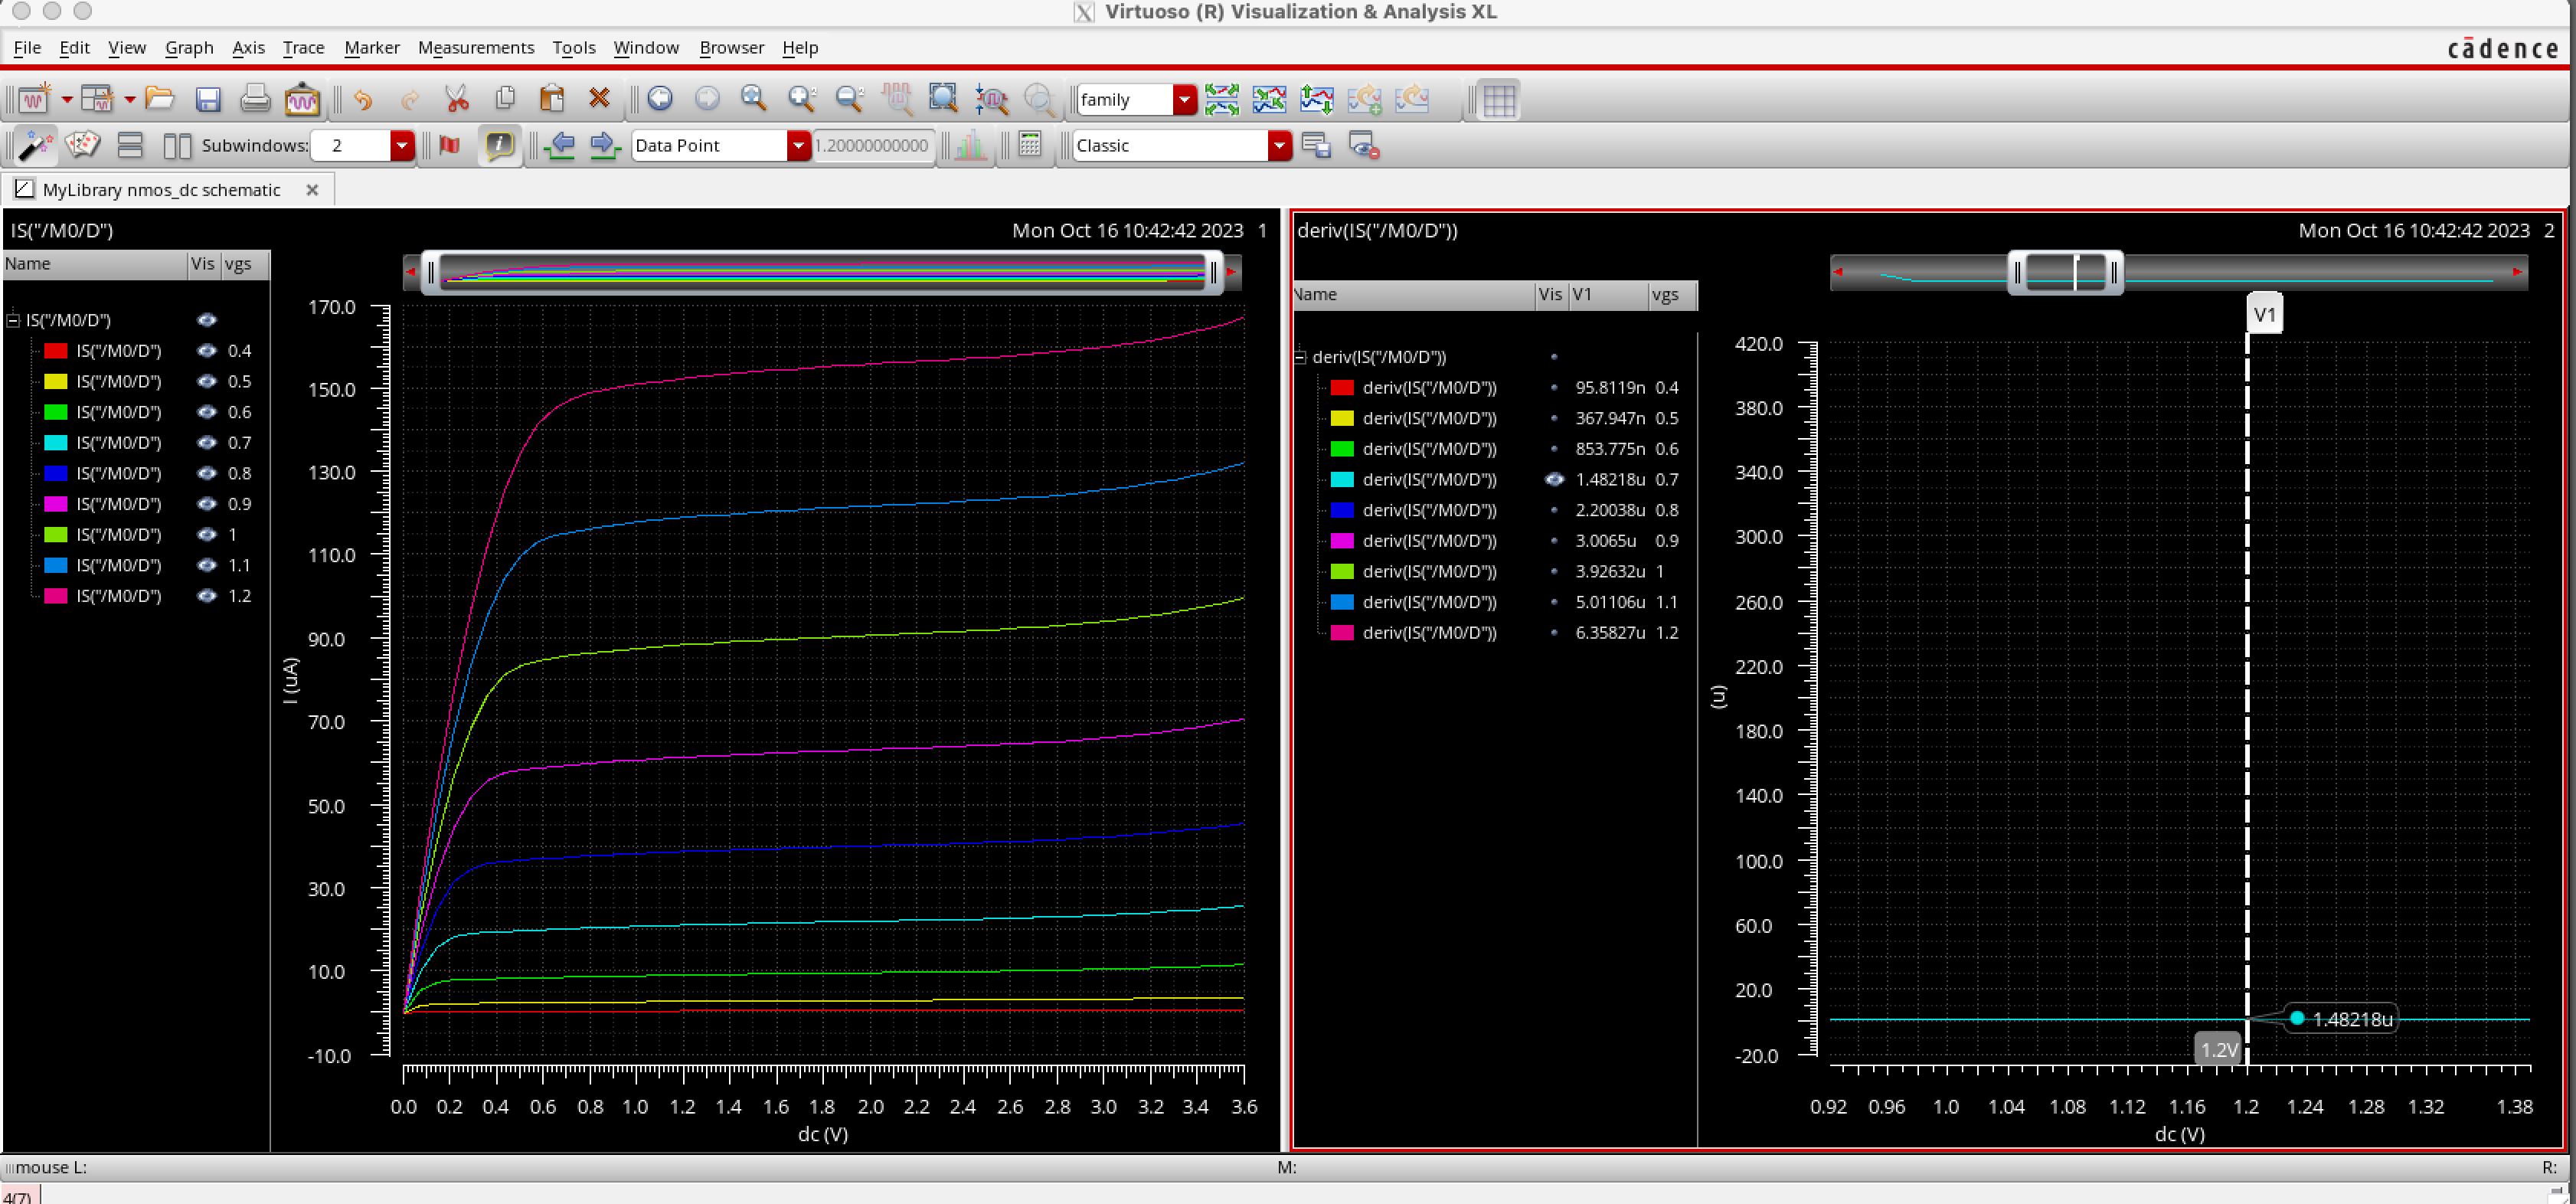 Virtuoso (R) Visualization & Analysis XL
File Edit View Graph Axis Trace Marker Measurements Tools Window Browser Help
cādence
family
Subwindows: 2 Data Point 1.20000000000 Classic
MyLibrary nmos_dc schematic
IS("/M0/D") Mon Oct 16 10:42:42 2023 1
Name Vis vgs
IS("/M0/D")
IS("/M0/D") 0.4
IS("/M0/D") 0.5
IS("/M0/D") 0.6
IS("/M0/D") 0.7
IS("/M0/D") 0.8
IS("/M0/D") 0.9
IS("/M0/D") 1
IS("/M0/D") 1.1
IS("/M0/D") 1.2
170.0
150.0
130.0
110.0
90.0
70.0
50.0
30.0
10.0
-10.0
I (uA)
0.0 0.2 0.4 0.6 0.8 1.0 1.2 1.4 1.6 1.8 2.0 2.2 2.4 2.6 2.8 3.0 3.2 3.4 3.6
dc (V)
deriv(IS("/M0/D")) Mon Oct 16 10:42:42 2023 2
Name Vis V1 vgs
deriv(IS("/M0/D"))
deriv(IS("/M0/D")) 95.8119n 0.4
deriv(IS("/M0/D")) 367.947n 0.5
deriv(IS("/M0/D")) 853.775n 0.6
deriv(IS("/M0/D")) 1.48218u 0.7
deriv(IS("/M0/D")) 2.20038u 0.8
deriv(IS("/M0/D")) 3.0065u 0.9
deriv(IS("/M0/D")) 3.92632u 1
deriv(IS("/M0/D")) 5.01106u 1.1
deriv(IS("/M0/D")) 6.35827u 1.2
V1
420.0
380.0
340.0
300.0
260.0
220.0
180.0
140.0
100.0
60.0
20.0
-20.0
(u)
1.48218u
1.2V
0.92 0.96 1.0 1.04 1.08 1.12 1.16 1.2 1.24 1.28 1.32 1.38
dc (V)
mouse L: M: R:
4(7)